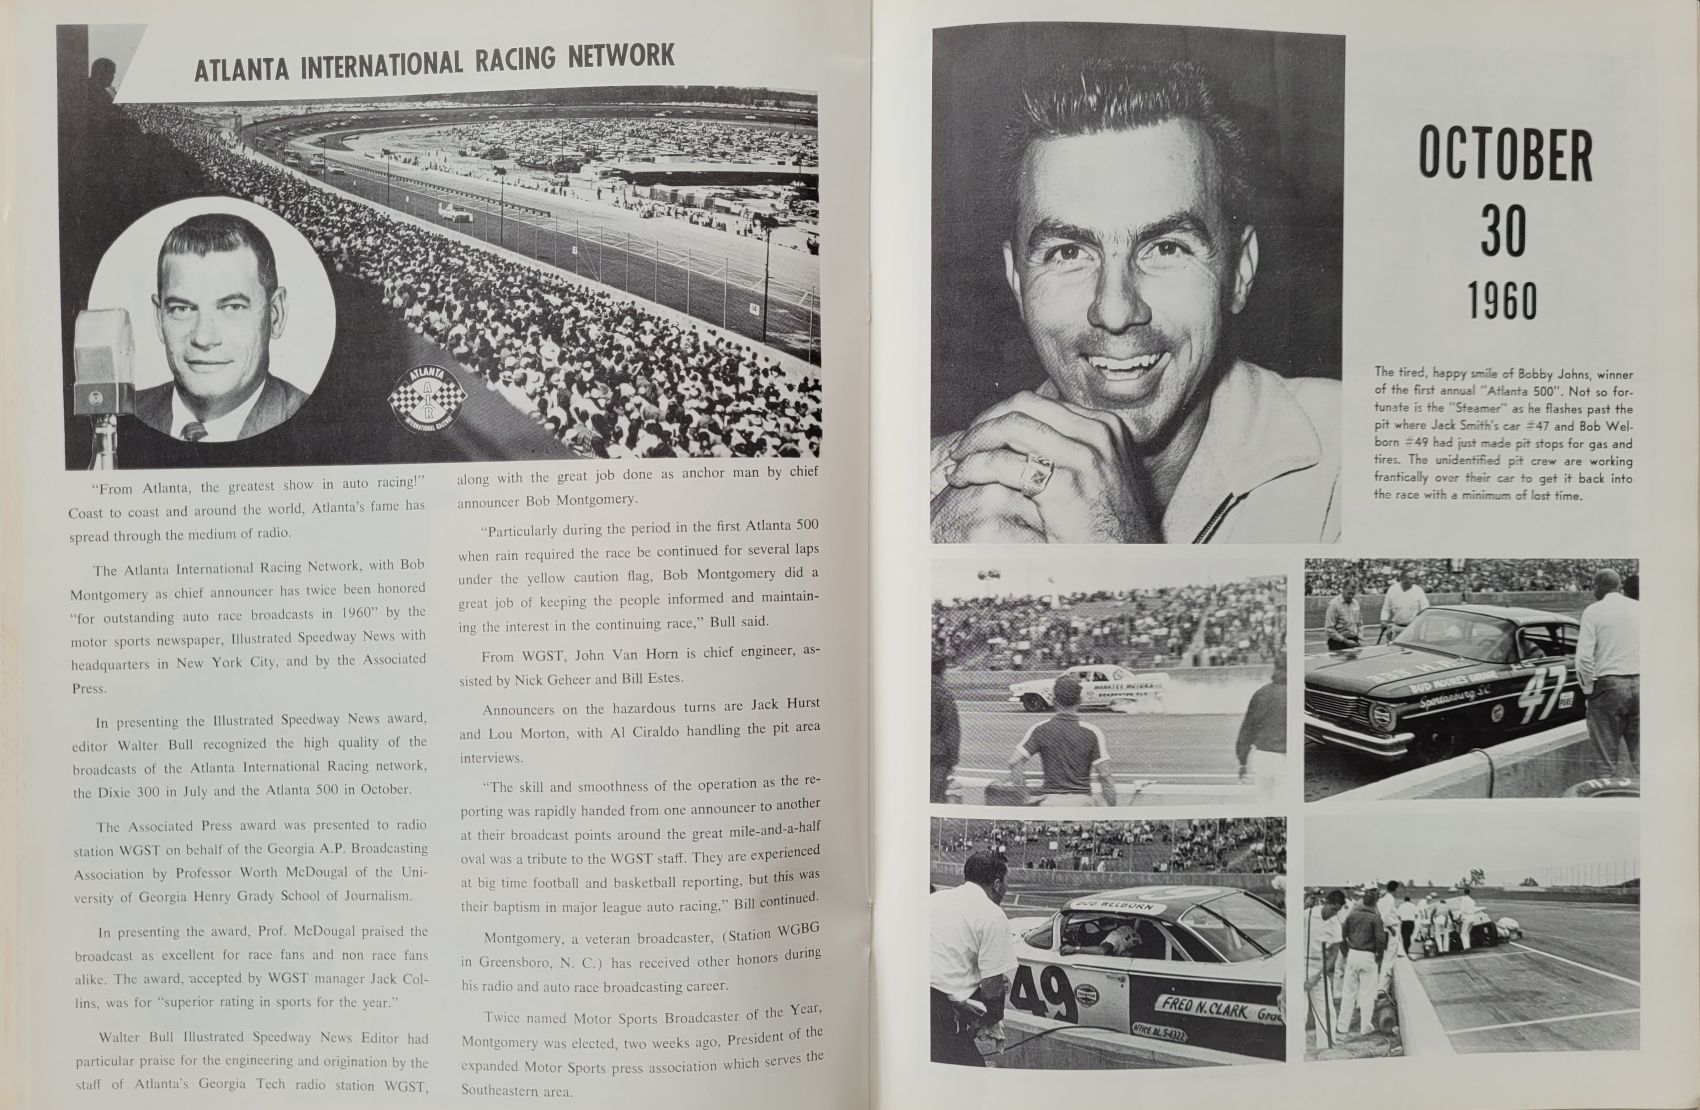 ATLANTA INTERNATIONAL RACING NETWORK
ATLANTA
AIR
INTERNATIONAL RACEWAY
"From Atlanta, the greatest show in auto racing!"
Coast to coast and around the world, Atlanta's fame has
spread through the medium of radio.
The Atlanta International Racing Network, with Bob
Montgomery as chief announcer has twice been honored
"for outstanding auto race broadcasts in 1960" by the
motor sports newspaper, Illustrated Speedway News with
headquarters in New York City, and by the Associated
Press.
In presenting the Illustrated Speedway News award,
editor Walter Bull recognized the high quality of the
broadcasts of the Atlanta International Racing network,
the Dixie 300 in July and the Atlanta 500 in October.
The Associated Press award was presented to radio
station WGST on behalf of the Georgia A.P. Broadcasting
Association by Professor Worth McDougal of the Uni-
versity of Georgia Henry Grady School of Journalism.
In presenting the award, Prof. McDougal praised the
broadcast as excellent for race fans and non race fans
alike. The award, accepted by WGST manager Jack Col-
lins, was for "superior rating in sports for the year."
Walter Bull Illustrated Speedway News Editor had
particular praise for the engineering and origination by the
staff of Atlanta's Georgia Tech radio station WGST,
along with the great job done as anchor man by chief
announcer Bob Montgomery.
"Particularly during the period in the first Atlanta 500
when rain required the race be continued for several laps
under the yellow caution flag, Bob Montgomery did a
great job of keeping the people informed and maintain-
ing the interest in the continuing race," Bull said.
From WGST, John Van Horn is chief engineer, as-
sisted by Nick Geheer and Bill Estes.
Announcers on the hazardous turns are Jack Hurst
and Lou Morton, with Al Ciraldo handling the pit area
interviews.
"The skill and smoothness of the operation as the re-
porting was rapidly handed from one announcer to another
at their broadcast points around the great mile-and-a-half
oval was a tribute to the WGST staff. They are experienced
at big time football and basketball reporting, but this was
their baptism in major league auto racing," Bill continued.
Montgomery, a veteran broadcaster, (Station WGBG
in Greensboro, N. C.) has received other honors during
his radio and auto race broadcasting career.
Twice named Motor Sports Broadcaster of the Year,
Montgomery was elected, two weeks ago, President of the
expanded Motor Sports press association which serves the
Southeastern area.
OCTOBER
30
1960
The tired, happy smile of Bobby Johns, winner
of the first annual "Atlanta 500". Not so for-
tunate is the "Steamer" as he flashes past the
pit where Jack Smith's car #47 and Bob Wel-
born #49 had just made pit stops for gas and
tires. The unidentified pit crew are working
frantically over their car to get it back into
the race with a minimum of lost time.
MANATEE MOTORS
BRADENTON FLA.
BUD MOORE'S
Spartanburg S.C.
47
PURE
BOB WELBORN
49
FRED N. CLARK